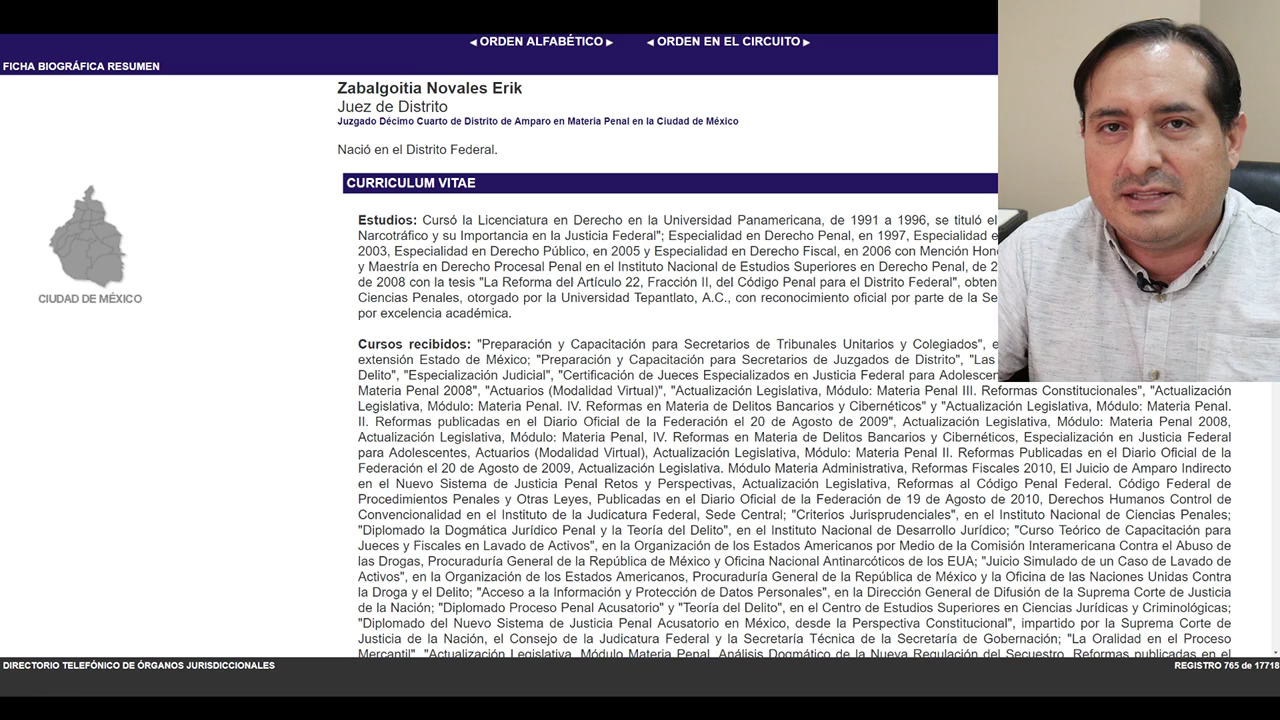 ◀ ORDEN ALFABÉTICO ▶ ◀ ORDEN EN EL CIRCUITO ▶
FICHA BIOGRÁFICA RESUMEN
Zabalgoitia Novales Erik
Juez de Distrito
Juzgado Décimo Cuarto de Distrito de Amparo en Materia Penal en la Ciudad de México
Nació en el Distrito Federal.
CIUDAD DE MÉXICO
CURRICULUM VITAE
Estudios: Cursó la Licenciatura en Derecho en la Universidad Panamericana, de 1991 a 1996, se tituló el
Narcotráfico y su Importancia en la Justicia Federal"; Especialidad en Derecho Penal, en 1997, Especialidad e
2003, Especialidad en Derecho Público, en 2005 y Especialidad en Derecho Fiscal, en 2006 con Mención Hono
y Maestría en Derecho Procesal Penal en el Instituto Nacional de Estudios Superiores en Derecho Penal, de 2
de 2008 con la tesis "La Reforma del Artículo 22, Fracción II, del Código Penal para el Distrito Federal", obten
Ciencias Penales, otorgado por la Universidad Tepantlato, A.C., con reconocimiento oficial por parte de la Se
por excelencia académica.
Cursos recibidos: "Preparación y Capacitación para Secretarios de Tribunales Unitarios y Colegiados", e
extensión Estado de México; "Preparación y Capacitación para Secretarios de Juzgados de Distrito", "Las
Delito", "Especialización Judicial", "Certificación de Jueces Especializados en Justicia Federal para Adolescen
Materia Penal 2008", "Actuarios (Modalidad Virtual)", "Actualización Legislativa, Módulo: Materia Penal III. Reformas Constitucionales", "Actualización
Legislativa, Módulo: Materia Penal. IV. Reformas en Materia de Delitos Bancarios y Cibernéticos" y "Actualización Legislativa, Módulo: Materia Penal.
II. Reformas publicadas en el Diario Oficial de la Federación el 20 de Agosto de 2009", Actualización Legislativa, Módulo: Materia Penal 2008,
Actualización Legislativa, Módulo: Materia Penal, IV. Reformas en Materia de Delitos Bancarios y Cibernéticos, Especialización en Justicia Federal
para Adolescentes, Actuarios (Modalidad Virtual), Actualización Legislativa, Módulo: Materia Penal II. Reformas Publicadas en el Diario Oficial de la
Federación el 20 de Agosto de 2009, Actualización Legislativa. Módulo Materia Administrativa, Reformas Fiscales 2010, El Juicio de Amparo Indirecto
en el Nuevo Sistema de Justicia Penal Retos y Perspectivas, Actualización Legislativa, Reformas al Código Penal Federal. Código Federal de
Procedimientos Penales y Otras Leyes, Publicadas en el Diario Oficial de la Federación de 19 de Agosto de 2010, Derechos Humanos Control de
Convencionalidad en el Instituto de la Judicatura Federal, Sede Central; "Criterios Jurisprudenciales", en el Instituto Nacional de Ciencias Penales;
"Diplomado la Dogmática Jurídico Penal y la Teoría del Delito", en el Instituto Nacional de Desarrollo Jurídico; "Curso Teórico de Capacitación para
Jueces y Fiscales en Lavado de Activos", en la Organización de los Estados Americanos por Medio de la Comisión Interamericana Contra el Abuso de
las Drogas, Procuraduría General de la República de México y Oficina Nacional Antinarcóticos de los EUA; "Juicio Simulado de un Caso de Lavado de
Activos", en la Organización de los Estados Americanos, Procuraduría General de la República de México y la Oficina de las Naciones Unidas Contra
la Droga y el Delito; "Acceso a la Información y Protección de Datos Personales", en la Dirección General de Difusión de la Suprema Corte de Justicia
de la Nación; "Diplomado Proceso Penal Acusatorio" y "Teoría del Delito", en el Centro de Estudios Superiores en Ciencias Jurídicas y Criminológicas;
"Diplomado del Nuevo Sistema de Justicia Penal Acusatorio en México, desde la Perspectiva Constitucional", impartido por la Suprema Corte de
Justicia de la Nación, el Consejo de la Judicatura Federal y la Secretaría Técnica de la Secretaría de Gobernación; "La Oralidad en el Proceso
Mercantil", "Actualización Legislativa, Módulo Materia Penal, Análisis Dogmático de la Nueva Regulación del Secuestro, Reformas publicadas en el
DIRECTORIO TELEFÓNICO DE ÓRGANOS JURISDICCIONALES
REGISTRO 765 de 17718